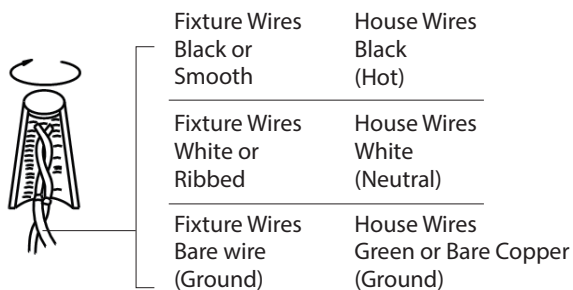 Fixture Wires House Wires
Black or Black
Smooth (Hot)
Fixture Wires House Wires
White or White
Ribbed (Neutral)
Fixture Wires House Wires
Bare wire Green or Bare Copper
(Ground) (Ground)